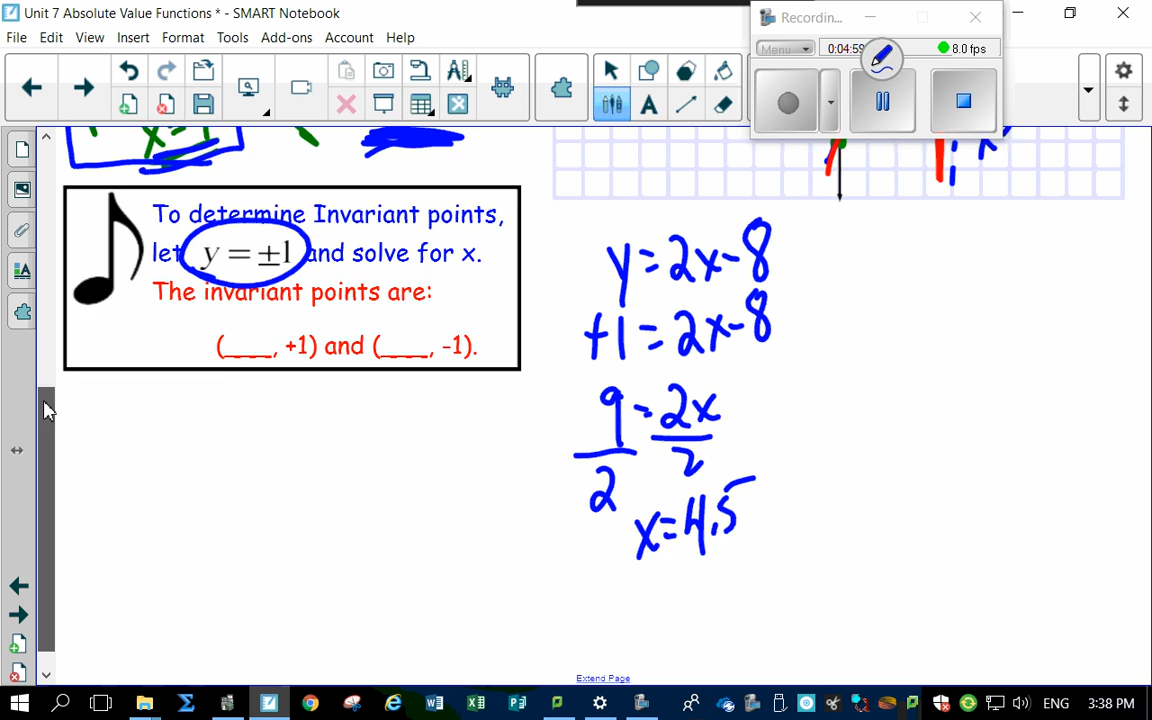 Unit 7 Absolute Value Functions * - SMART Notebook
Recordin...
File Edit View Insert Format Tools Add-ons Account Help
Menu
0:04:59
8.0 fps
x=1
To determine Invariant points,
let y = ±1 and solve for x.
The invariant points are:
(____, +1) and (____, -1).
y=2x-8
+1=2x-8
9=2x
2 2
x=4.5
Extend Page
ENG 3:38 PM